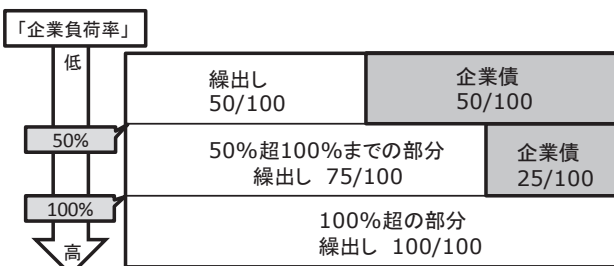 「企業負荷率」
低
繰出し
50/100
企業債
50/100
50%
50%超100%までの部分
繰出し 75/100
企業債
25/100
100%
100%超の部分
繰出し 100/100
高